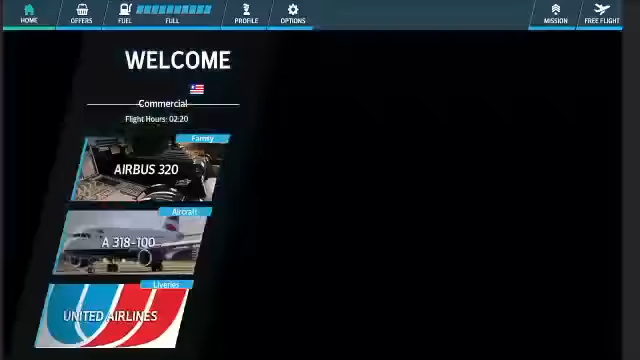 HOME
OFFERS
FUEL
FULL
PROFILE
OPTIONS
MISSION
FREE FLIGHT
WELCOME
Commercial
Flight Hours: 02:20
Family
AIRBUS 320
Aircraft
A 318-100
Liveries
UNITED AIRLINES